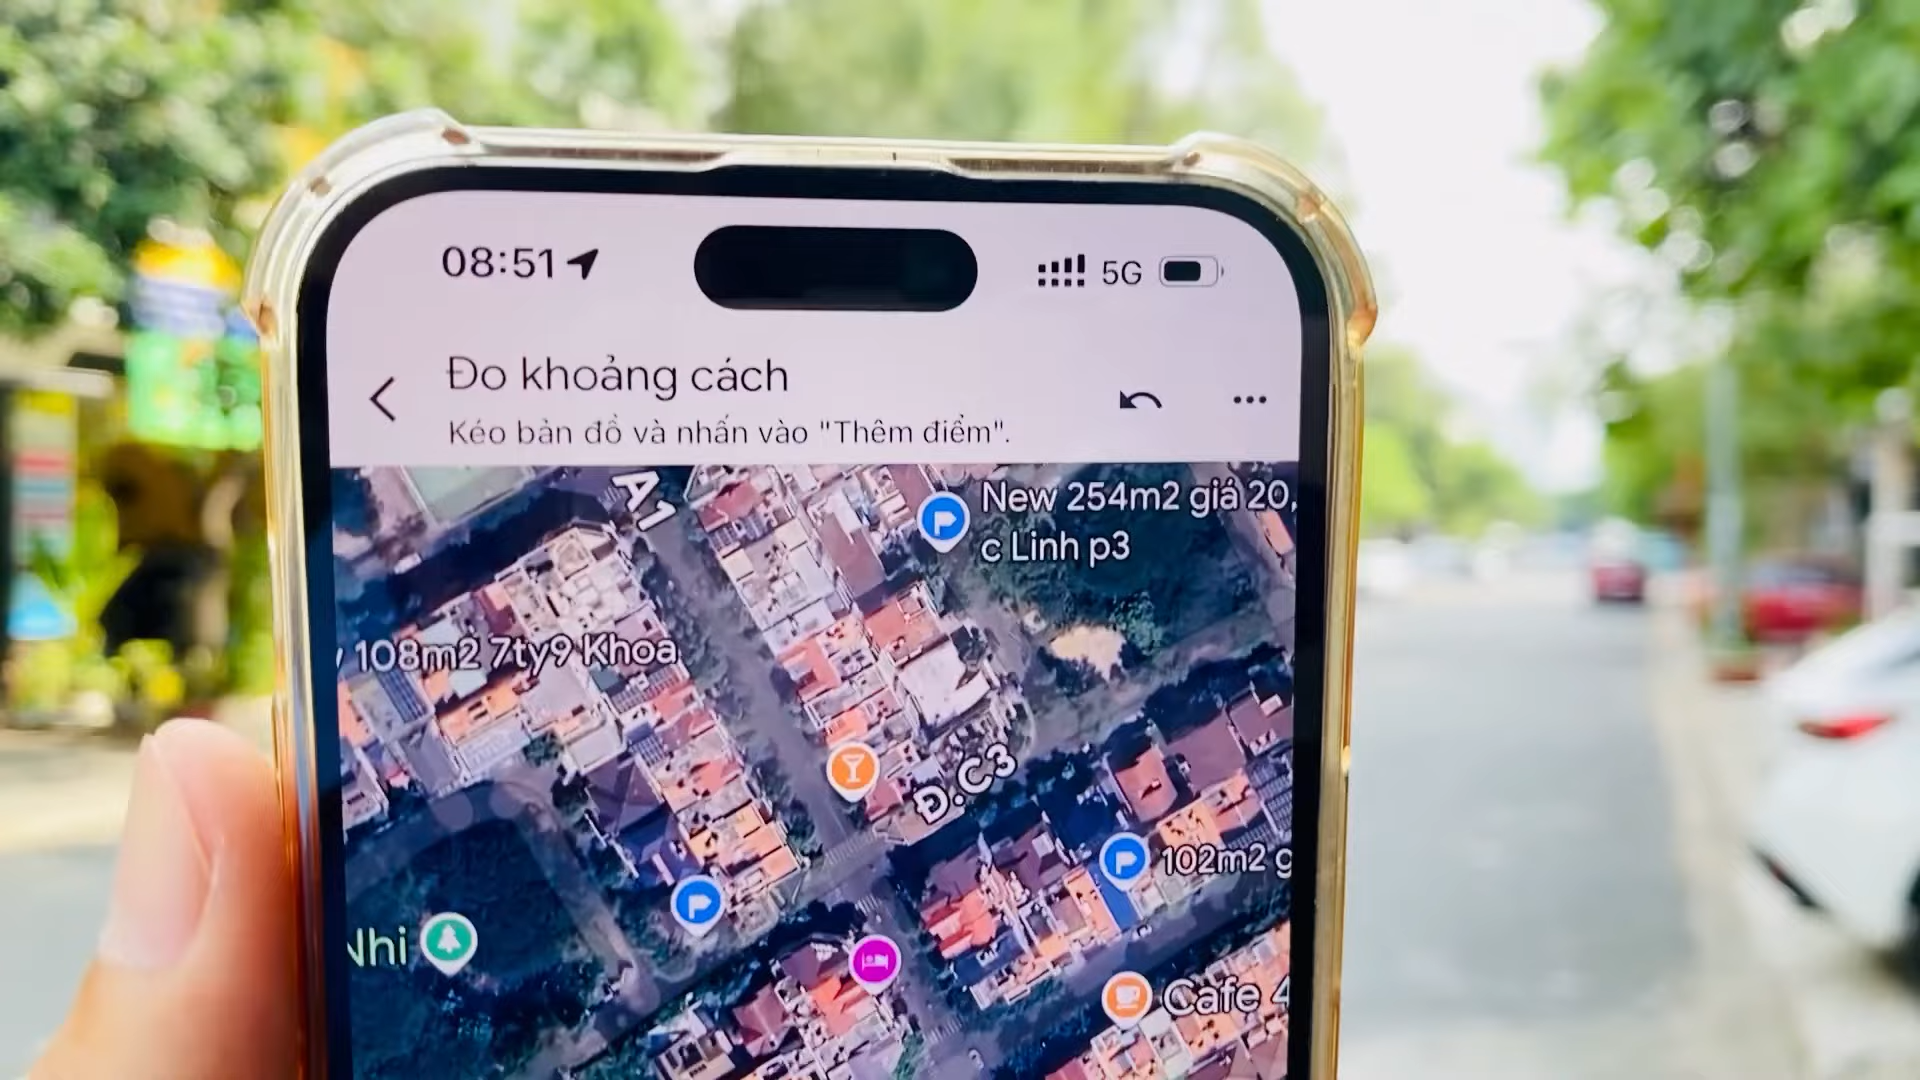 08:51
5G
Đo khoảng cách
Kéo bản đồ và nhấn vào "Thêm điểm".
A1
New 254m2 giá 20,
c Linh p3
108m2 7ty9 Khoa
Đ.C3
102m2 g
Nhi
Cafe 4